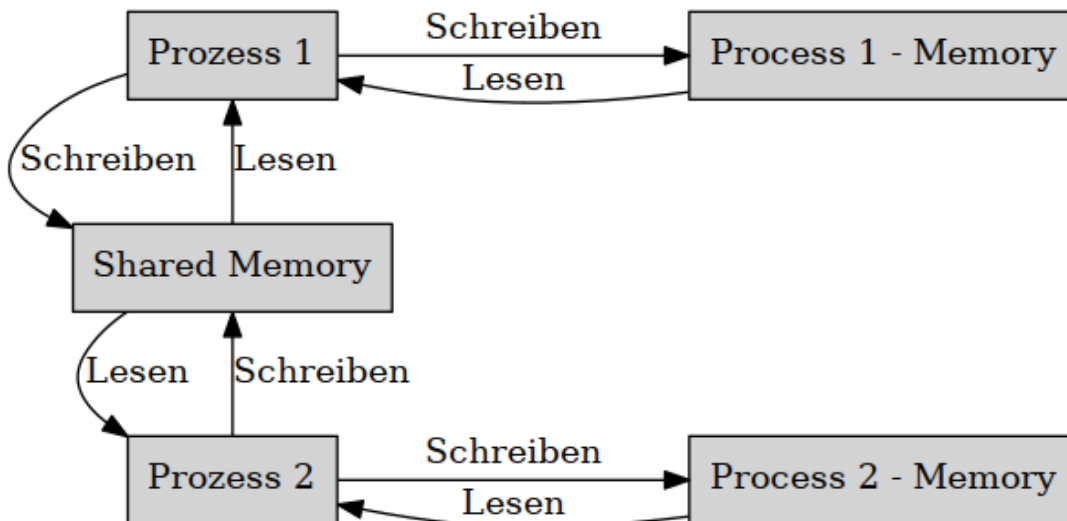 Prozess 1
Schreiben
Process 1 - Memory
Lesen
Schreiben
Lesen
Shared Memory
Lesen
Schreiben
Prozess 2
Schreiben
Process 2 - Memory
Lesen